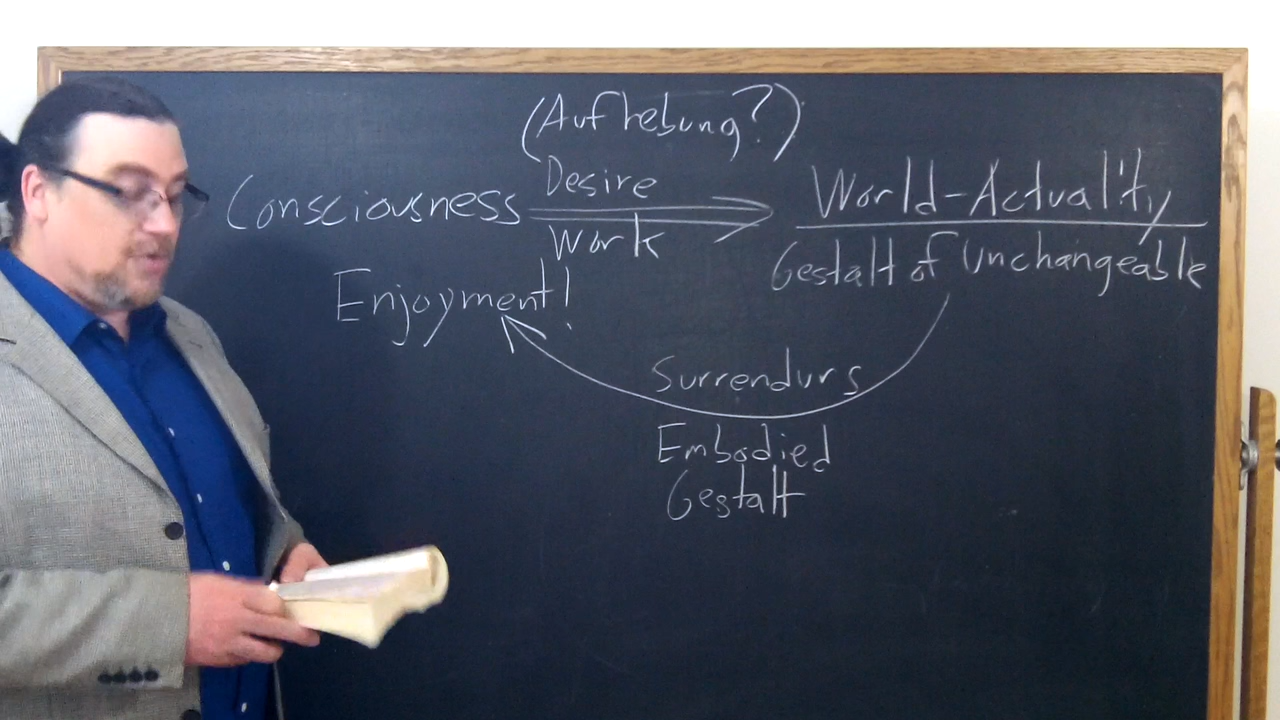 (Aufhebung?)
Consciousness
Desire
Work
World-Actuality
Gestalt of Unchangeable
Enjoyment!
Surrendurs
Embodied
Gestalt